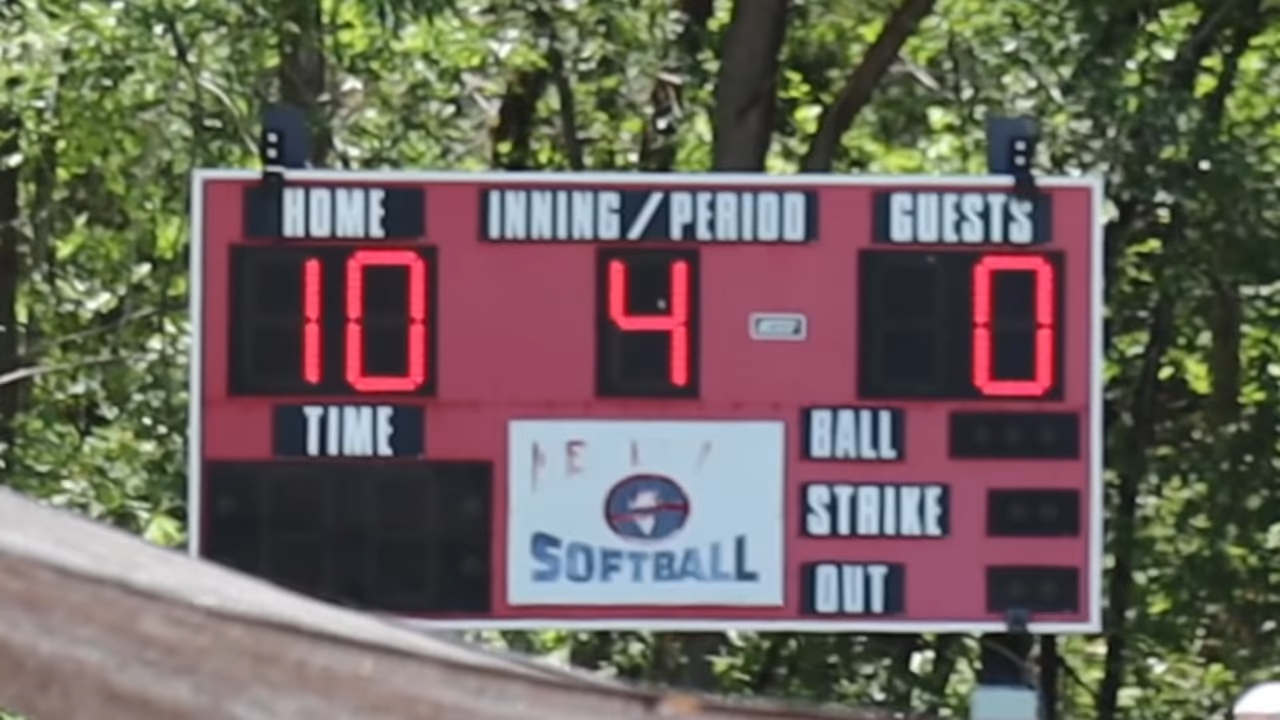 HOME INNING/PERIOD GUESTS
10 4 0
TIME
BALL
STRIKE
SOFTBALL
OUT